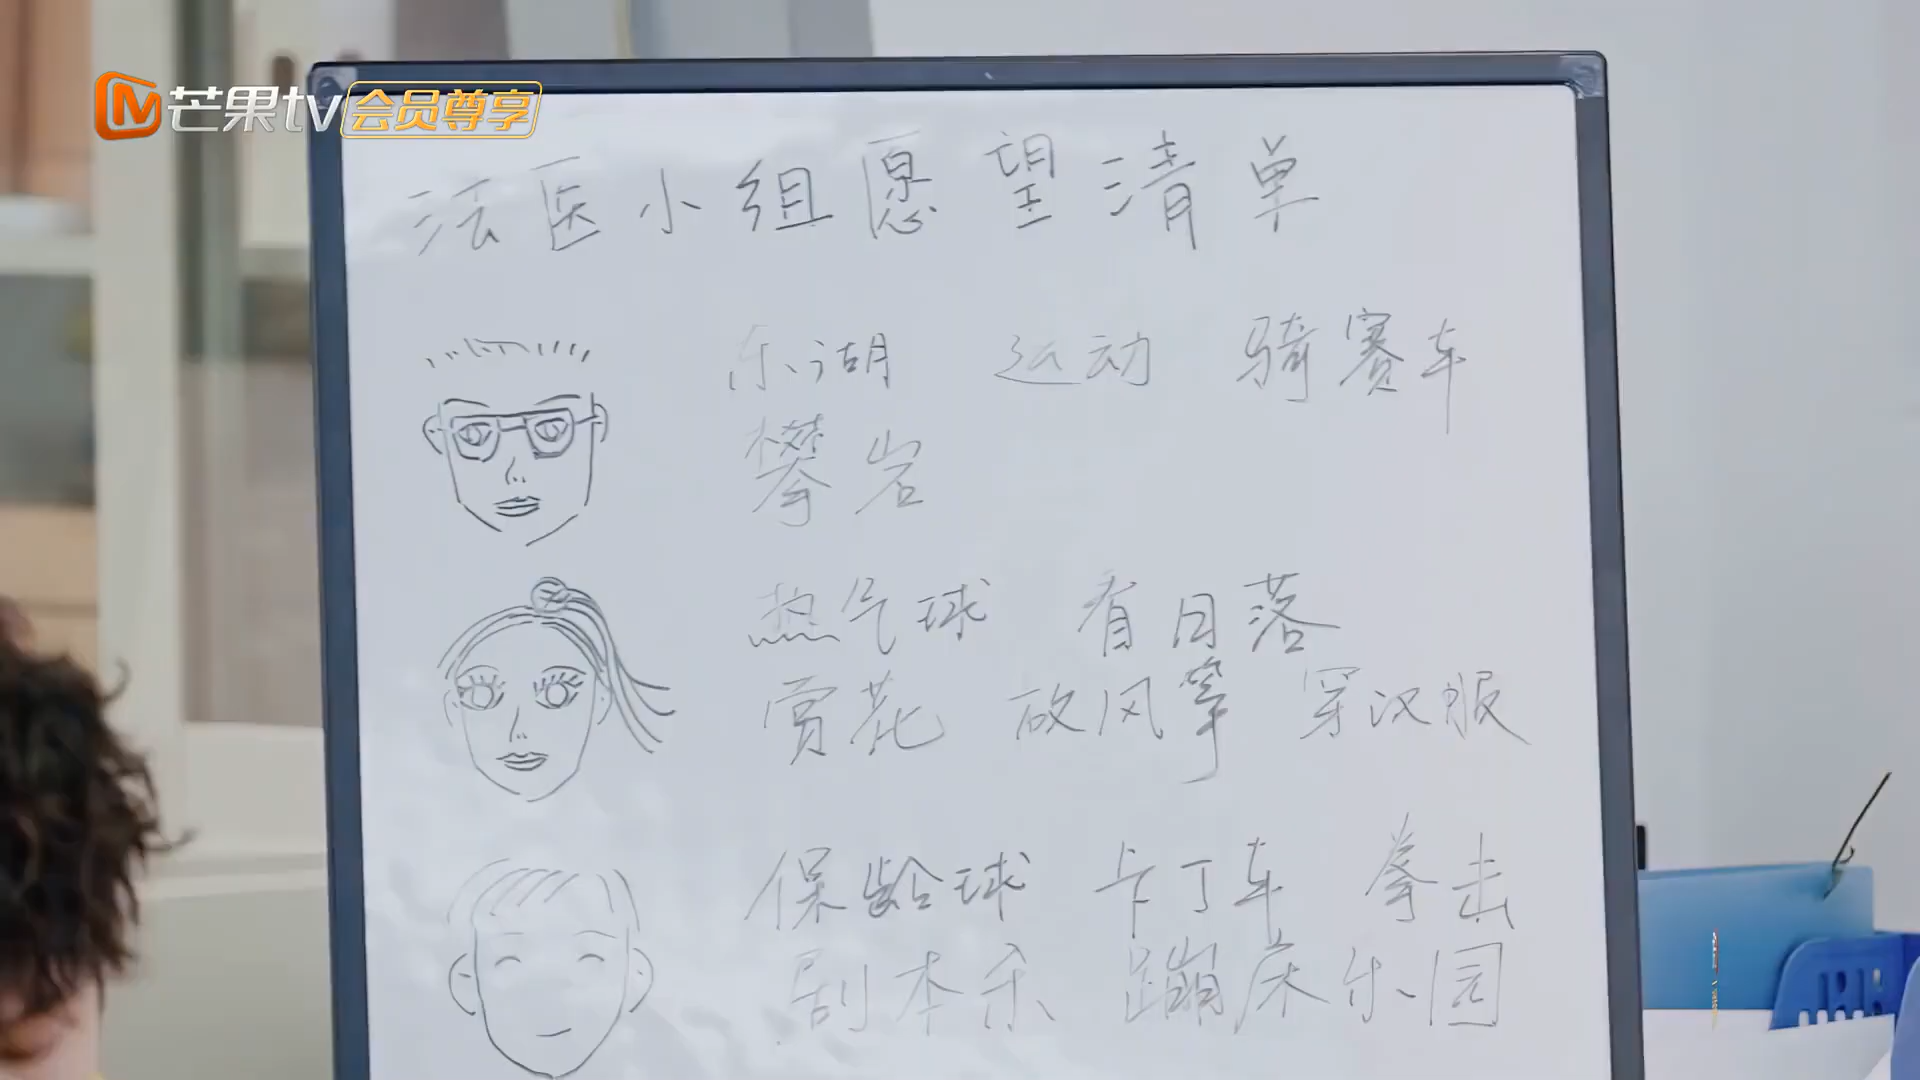 芒果tv 会员尊享
法医小组愿望清单
东湖 运动 骑赛车
攀岩
热气球 看日落
赏花 放风筝 穿汉服
保龄球 卡丁车 拳击
剧本杀 蹦床乐园